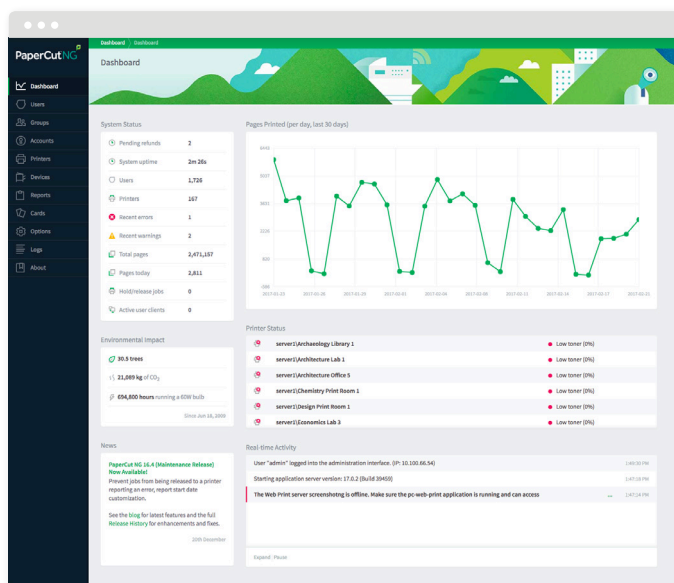 PaperCut NG
Dashboard
Users
Groups
Accounts
Printers
Devices
Reports
Cards
Options
Logs
About
Dashboard > Dashboard
Dashboard
System Status
Pending refunds 2
System uptime 2m 26s
Users 1,726
Printers 167
Recent errors 1
Recent warnings 2
Total pages 2,471,157
Pages today 2,811
Hold/release jobs 0
Active user clients 0
Environmental Impact
30.5 trees
21,089 kg of CO2
694,800 hours running a 60W bulb
Since Jun 18, 2009
News
PaperCut NG 16.4 (Maintenance Release)
Now Available!
Prevent jobs from being released to a printer
reporting an error, report start date
customization.
See the blog for latest features and the full
Release History for enhancements and fixes.
20th December
Pages Printed (per day, last 30 days)
Printer Status
server1\Archaeology Library 1 Low toner (0%)
server1\Architecture Lab 1 Low toner (0%)
server1\Architecture Office 5 Low toner (0%)
server1\Chemistry Print Room 1 Low toner (0%)
server1\Design Print Room 1 Low toner (0%)
server1\Economics Lab 3 Low toner (0%)
Real-time Activity
User "admin" logged into the administration interface. (IP: 10.100.66.54)
Starting application server version: 17.0.2 (Build 39459) 1:47:18 PM
The Web Print server screenshotng is offline. Make sure the pc-web-print application is running and can access ... 1:47:14 PM
Expand Pause